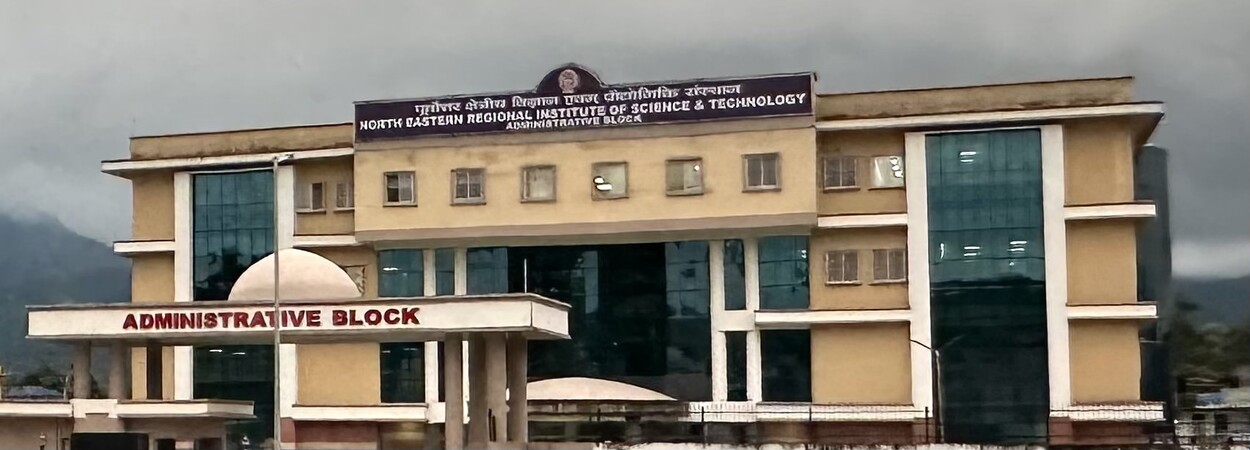 पूर्वोत्तर क्षेत्रीय विज्ञान एवम् प्रौद्योगिकी संस्थान
NORTH EASTERN REGIONAL INSTITUTE OF SCIENCE & TECHNOLOGY
ADMINISTRATIVE BLOCK
ADMINISTRATIVE BLOCK